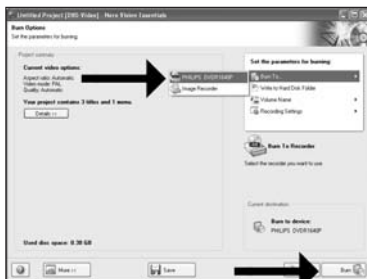 Untitled Project [DVD-Video] - Nero Vision Essentials
Burn Options
Set the parameters for burning:
Project summary
Current video options:
Aspect ratio: Automatic
Video mode: PAL
Quality: Automatic
Your project contains 3 titles and 1 menu.
Details >>
PHILIPS DVDR1640P
Image Recorder
Set the parameters for burning:
Burn To...
Write to Hard Disk Folder
Volume Name
Recording Settings
Burn To Recorder
Select the recorder you want to use
Current destination:
Burn to device:
PHILIPS DVDR1640P
Used disc space: 0.30 GB
More >>
Save
Burn